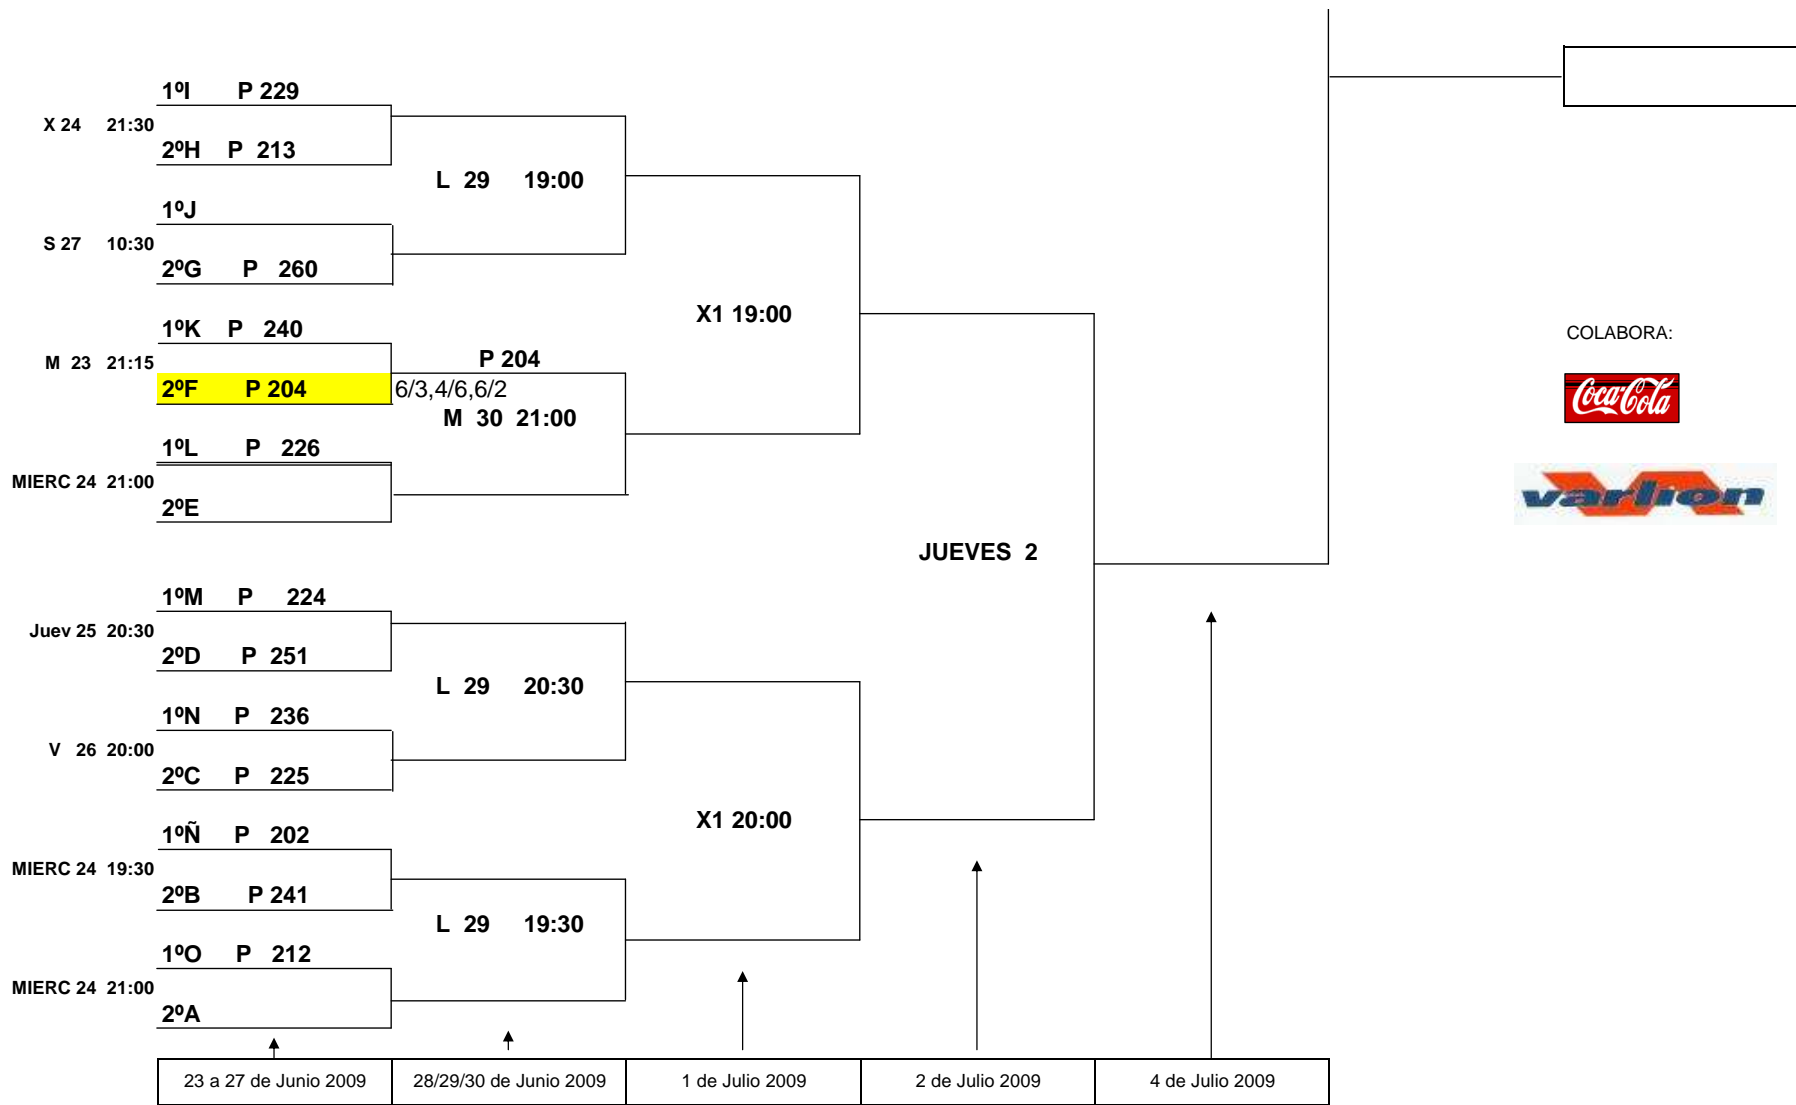 1ºI P 229
X 24 21:30
2ºH P 213
L 29 19:00
1ºJ
S 27 10:30
2ºG P 260
X1 19:00
1ºK P 240
M 23 21:15
P 204
2ºF P 204
6/3,4/6,6/2
M 30 21:00
1ºL P 226
MIERC 24 21:00
2ºE
COLABORA:
Coca-Cola
varlion
JUEVES 2
1ºM P 224
Juev 25 20:30
2ºD P 251
L 29 20:30
1ºN P 236
V 26 20:00
2ºC P 225
X1 20:00
1ºÑ P 202
MIERC 24 19:30
2ºB P 241
L 29 19:30
1ºO P 212
MIERC 24 21:00
2ºA
23 a 27 de Junio 2009
28/29/30 de Junio 2009
1 de Julio 2009
2 de Julio 2009
4 de Julio 2009